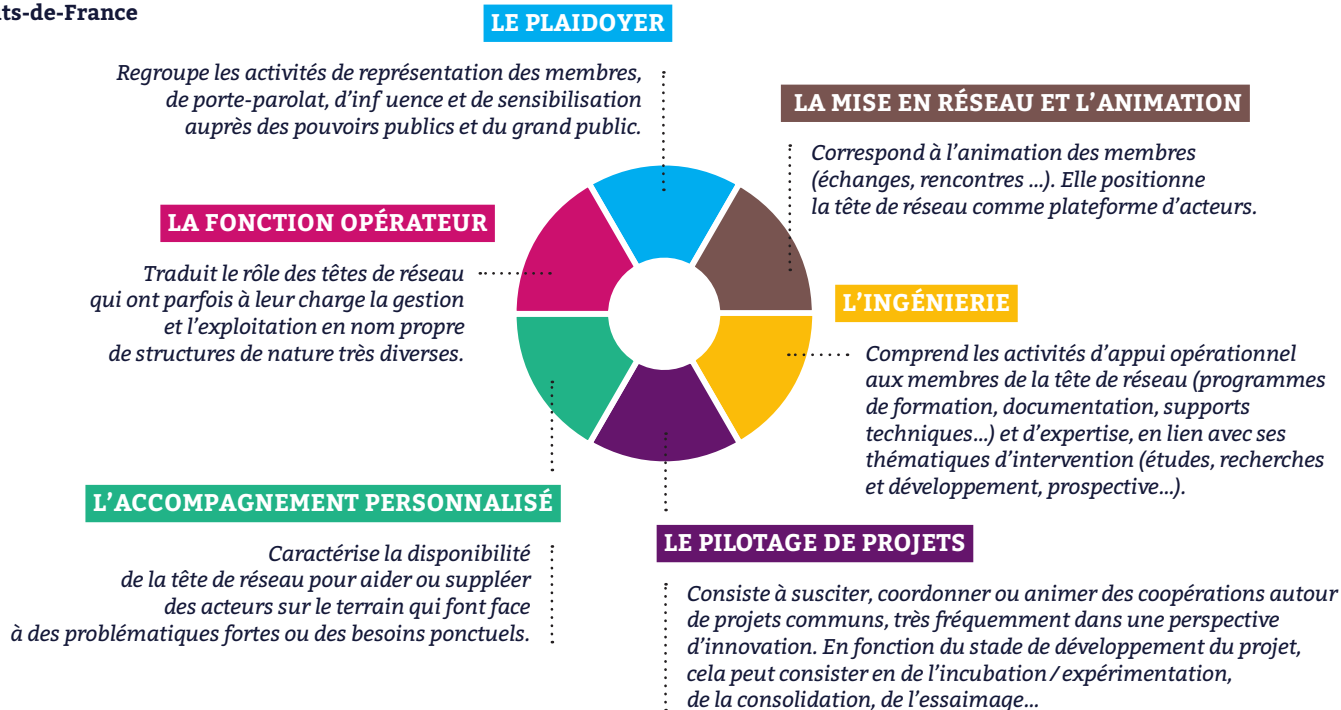 ts-de-France
LE PLAIDOYER
Regroupe les activités de représentation des membres,
de porte-parolat, d'inf uence et de sensibilisation
auprès des pouvoirs publics et du grand public.
LA MISE EN RÉSEAU ET L'ANIMATION
Correspond à l'animation des membres
(échanges, rencontres ...). Elle positionne
la tête de réseau comme plateforme d'acteurs.
LA FONCTION OPÉRATEUR
Traduit le rôle des têtes de réseau
qui ont parfois à leur charge la gestion
et l'exploitation en nom propre
de structures de nature très diverses.
L'INGÉNIERIE
Comprend les activités d'appui opérationnel
aux membres de la tête de réseau (programmes
de formation, documentation, supports
techniques...) et d'expertise, en lien avec ses
thématiques d'intervention (études, recherches
et développement, prospective...).
L'ACCOMPAGNEMENT PERSONNALISÉ
Caractérise la disponibilité
de la tête de réseau pour aider ou suppléer
des acteurs sur le terrain qui font face
à des problématiques fortes ou des besoins ponctuels.
LE PILOTAGE DE PROJETS
Consiste à susciter, coordonner ou animer des coopérations autour
de projets communs, très fréquemment dans une perspective
d'innovation. En fonction du stade de développement du projet,
cela peut consister en de l'incubation / expérimentation,
de la consolidation, de l'essaimage...